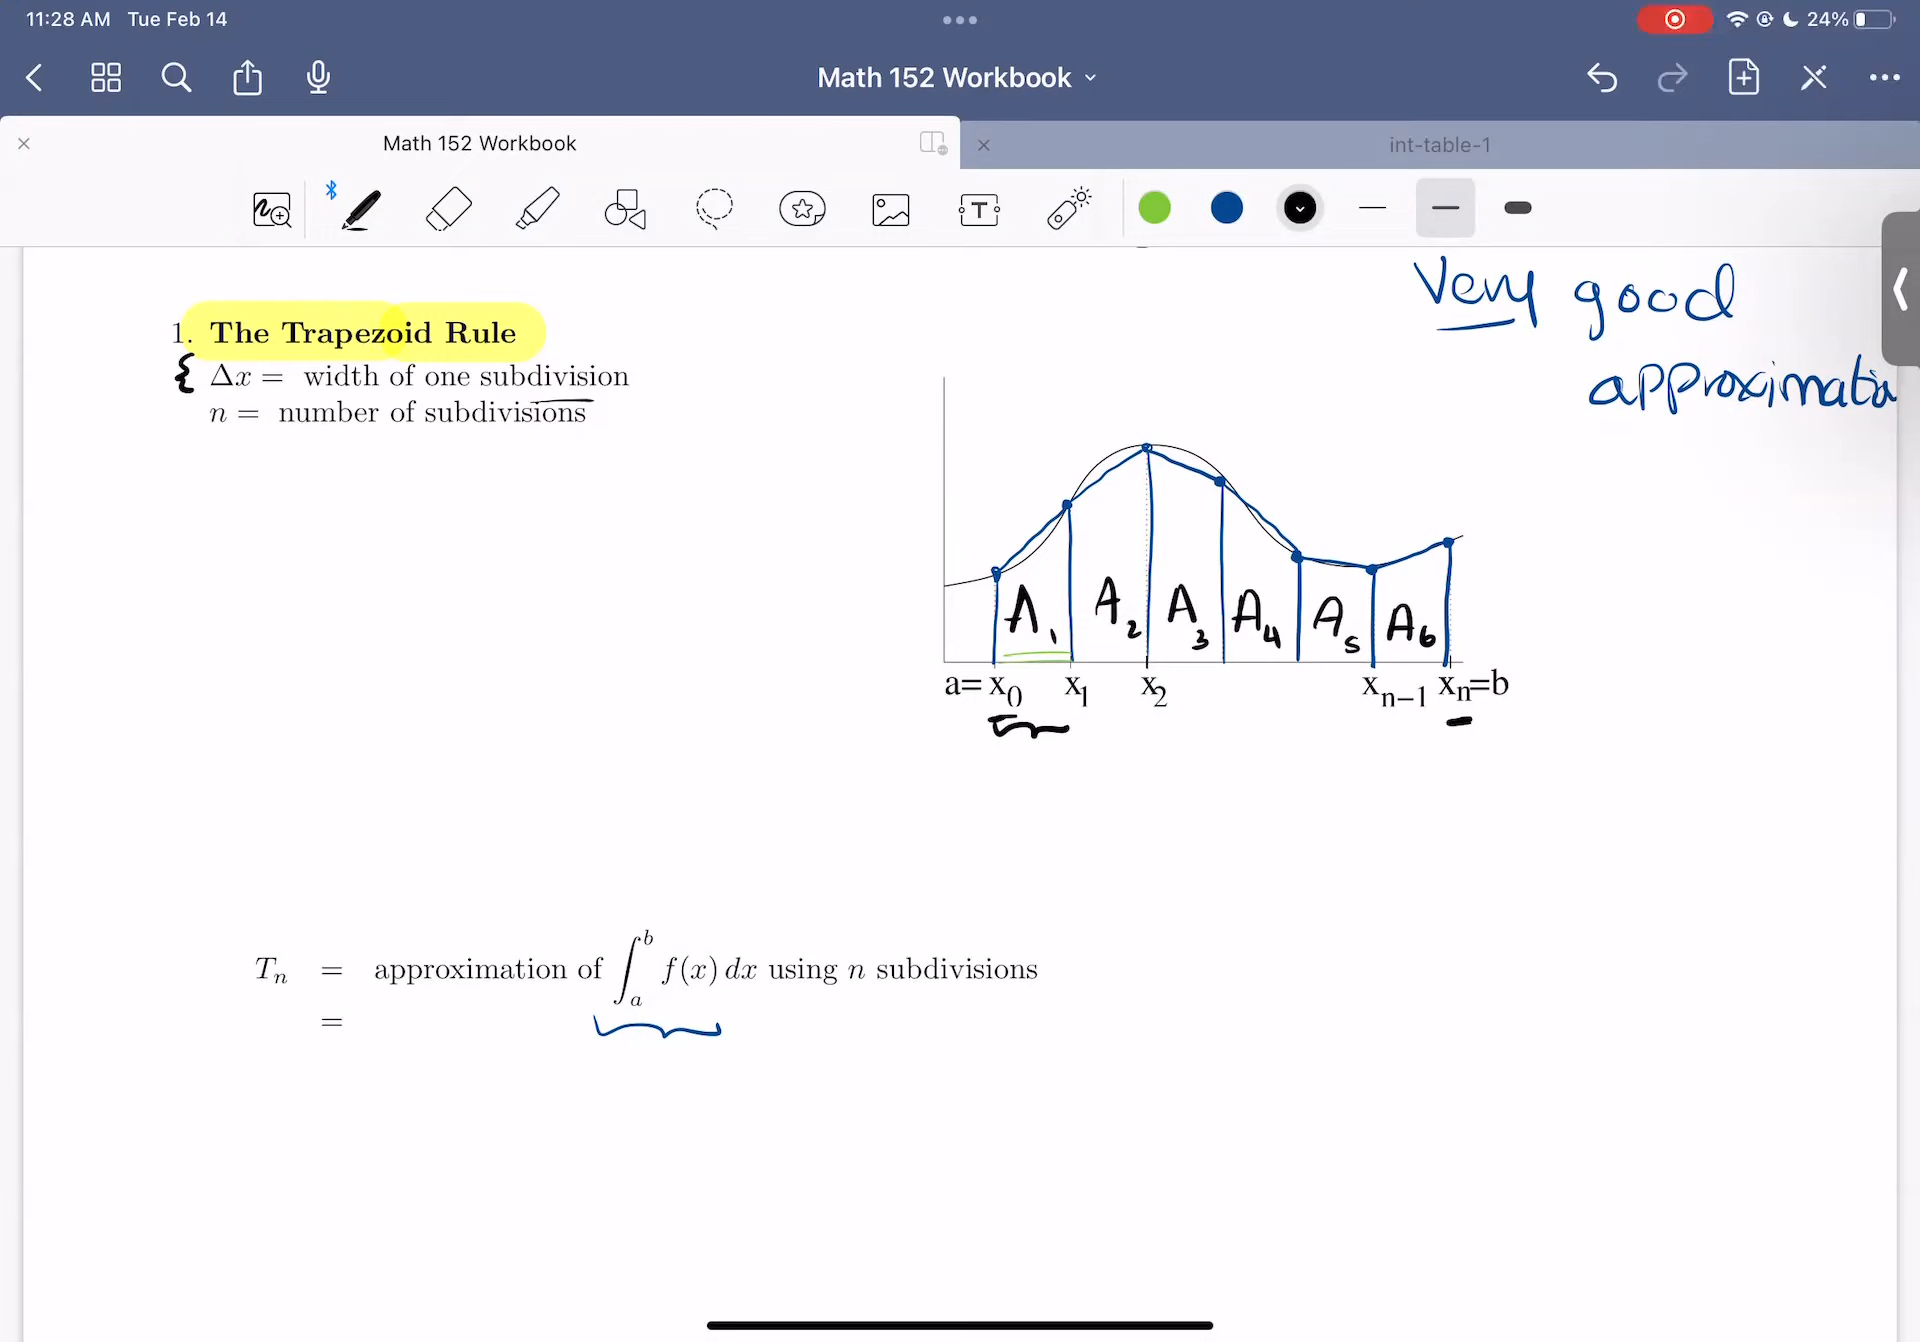 11:28 AM Tue Feb 14
24%
Math 152 Workbook
Math 152 Workbook
int-table-1
T
Very good
approximatio
1. The Trapezoid Rule
Δx = width of one subdivision
n = number of subdivisions
A1 A2 A3 A4 A5 A6
a= x0 x1 x2 xn−1 xn=b
Tn = approximation of ∫_a^b f(x) dx using n subdivisions
=